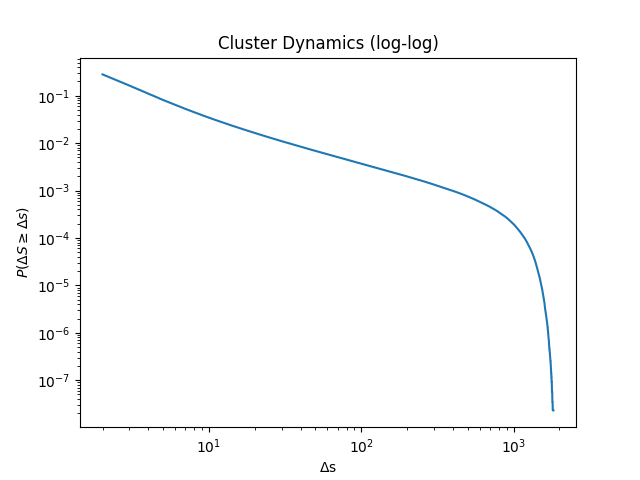 Cluster Dynamics (log-log)
P(ΔS ≥ Δs)
10⁻¹
10⁻²
10⁻³
10⁻⁴
10⁻⁵
10⁻⁶
10⁻⁷
10¹ 10² 10³
Δs